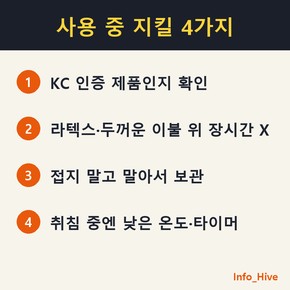 사용 중 지킬 4가지
1 KC 인증 제품인지 확인
2 라텍스·두꺼운 이불 위 장시간 X
3 접지 말고 말아서 보관
4 취침 중엔 낮은 온도·타이머
Info_Hive